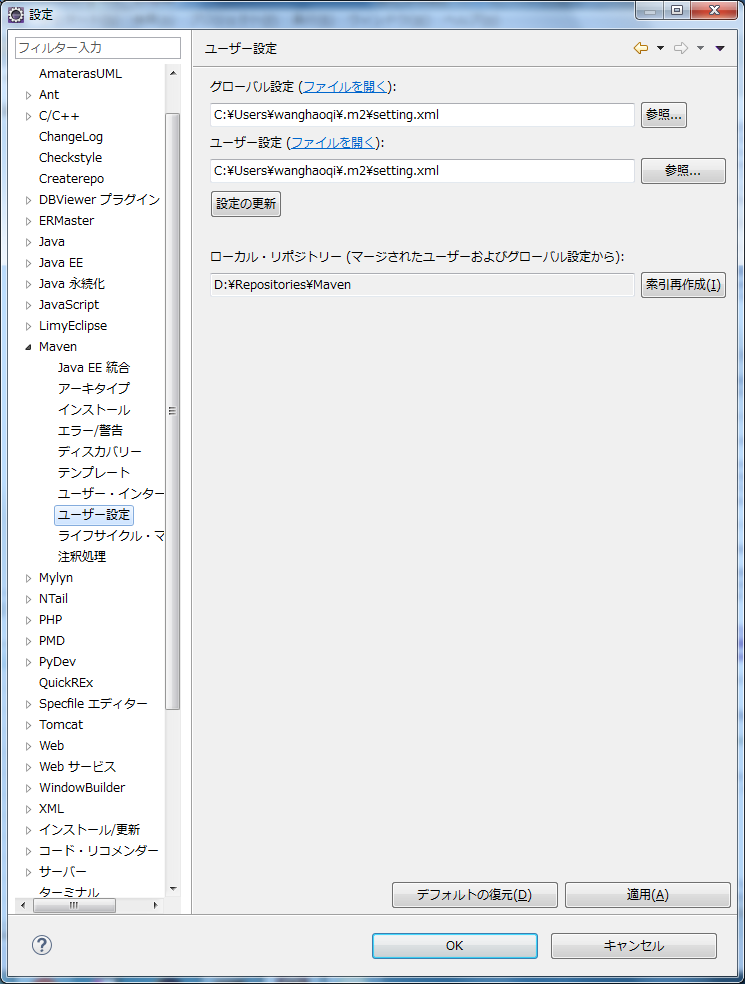 設定
フィルター入力
AmaterasUML
Ant
C/C++
ChangeLog
Checkstyle
Createrepo
DBViewer プラグイン
ERMaster
Java
Java EE
Java 永続化
JavaScript
LimyEclipse
Maven
Java EE 統合
アーキタイプ
インストール
エラー/警告
ディスカバリー
テンプレート
ユーザー・インター
ユーザー設定
ライフサイクル・マ
注釈処理
Mylyn
NTail
PHP
PMD
PyDev
QuickREx
Specfile エディター
Tomcat
Web
Web サービス
WindowBuilder
XML
インストール/更新
コード・リコメンダー
サーバー
ターミナル
ユーザー設定
グローバル設定 (ファイルを開く):
C:¥Users¥wanghaoqi¥.m2¥setting.xml 参照...
ユーザー設定 (ファイルを開く):
C:¥Users¥wanghaoqi¥.m2¥setting.xml 参照...
設定の更新
ローカル・リポジトリー (マージされたユーザーおよびグローバル設定から):
D:¥Repositories¥Maven 索引再作成(I)
デフォルトの復元(D) 適用(A)
OK キャンセル